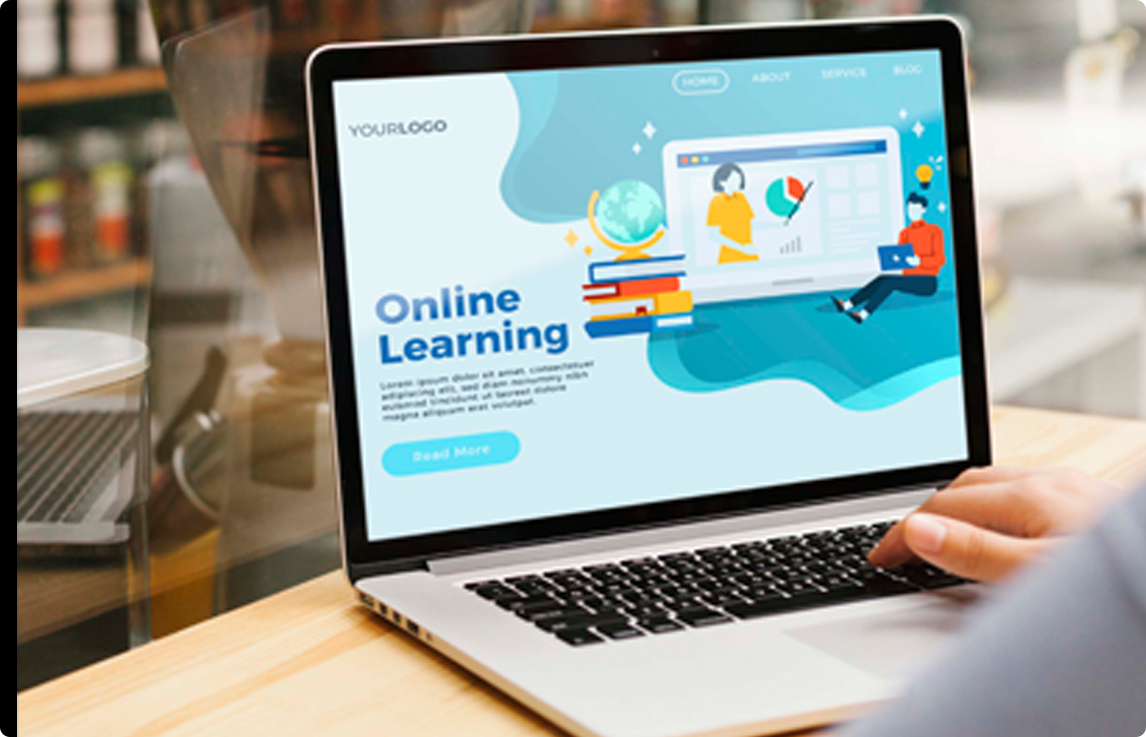 HOME ABOUT SERVICE BLOG
YOURLOGO
Online
Learning
Lorem ipsum dolor sit amet, consectetuer
adipiscing elit, sed diam nonummy nibh
euismod tincidunt ut laoreet dolore
magna aliquam erat volutpat.
Read More